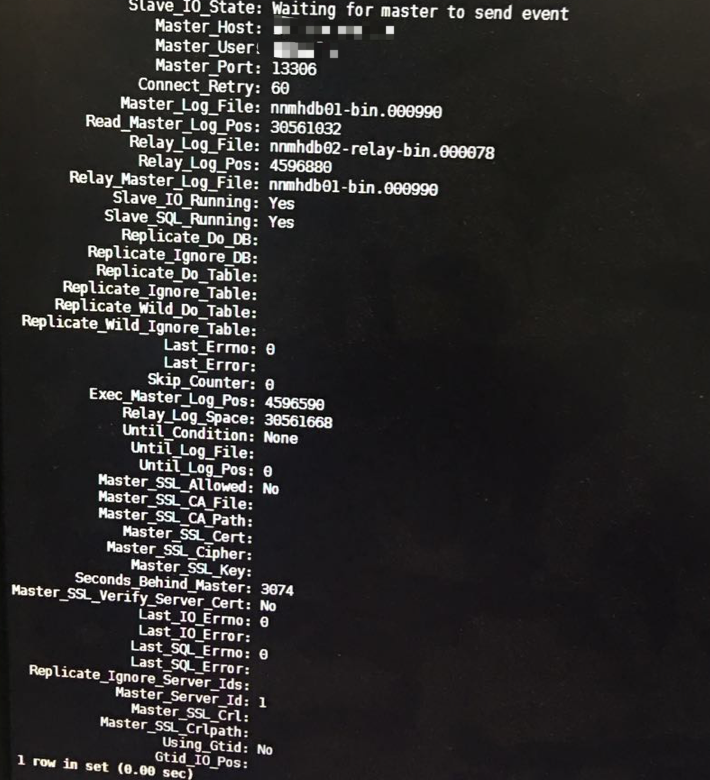 Slave_IO_State: Waiting for master to send event
Master_Host:
Master_User:
Master_Port: 13306
Connect_Retry: 60
Master_Log_File: nnmhdb01-bin.000990
Read_Master_Log_Pos: 30561032
Relay_Log_File: nnmhdb02-relay-bin.000078
Relay_Log_Pos: 4596880
Relay_Master_Log_File: nnmhdb01-bin.000990
Slave_IO_Running: Yes
Slave_SQL_Running: Yes
Replicate_Do_DB:
Replicate_Ignore_DB:
Replicate_Do_Table:
Replicate_Ignore_Table:
Replicate_Wild_Do_Table:
Replicate_Wild_Ignore_Table:
Last_Errno: 0
Last_Error:
Skip_Counter: 0
Exec_Master_Log_Pos: 4596590
Relay_Log_Space: 30561668
Until_Condition: None
Until_Log_File:
Until_Log_Pos: 0
Master_SSL_Allowed: No
Master_SSL_CA_File:
Master_SSL_CA_Path:
Master_SSL_Cert:
Master_SSL_Cipher:
Master_SSL_Key:
Seconds_Behind_Master: 3074
Master_SSL_Verify_Server_Cert: No
Last_IO_Errno: 0
Last_IO_Error:
Last_SQL_Errno: 0
Last_SQL_Error:
Replicate_Ignore_Server_Ids:
Master_Server_Id: 1
Master_SSL_Crl:
Master_SSL_Crlpath:
Using_Gtid: No
Gtid_IO_Pos:
1 row in set (0.00 sec)